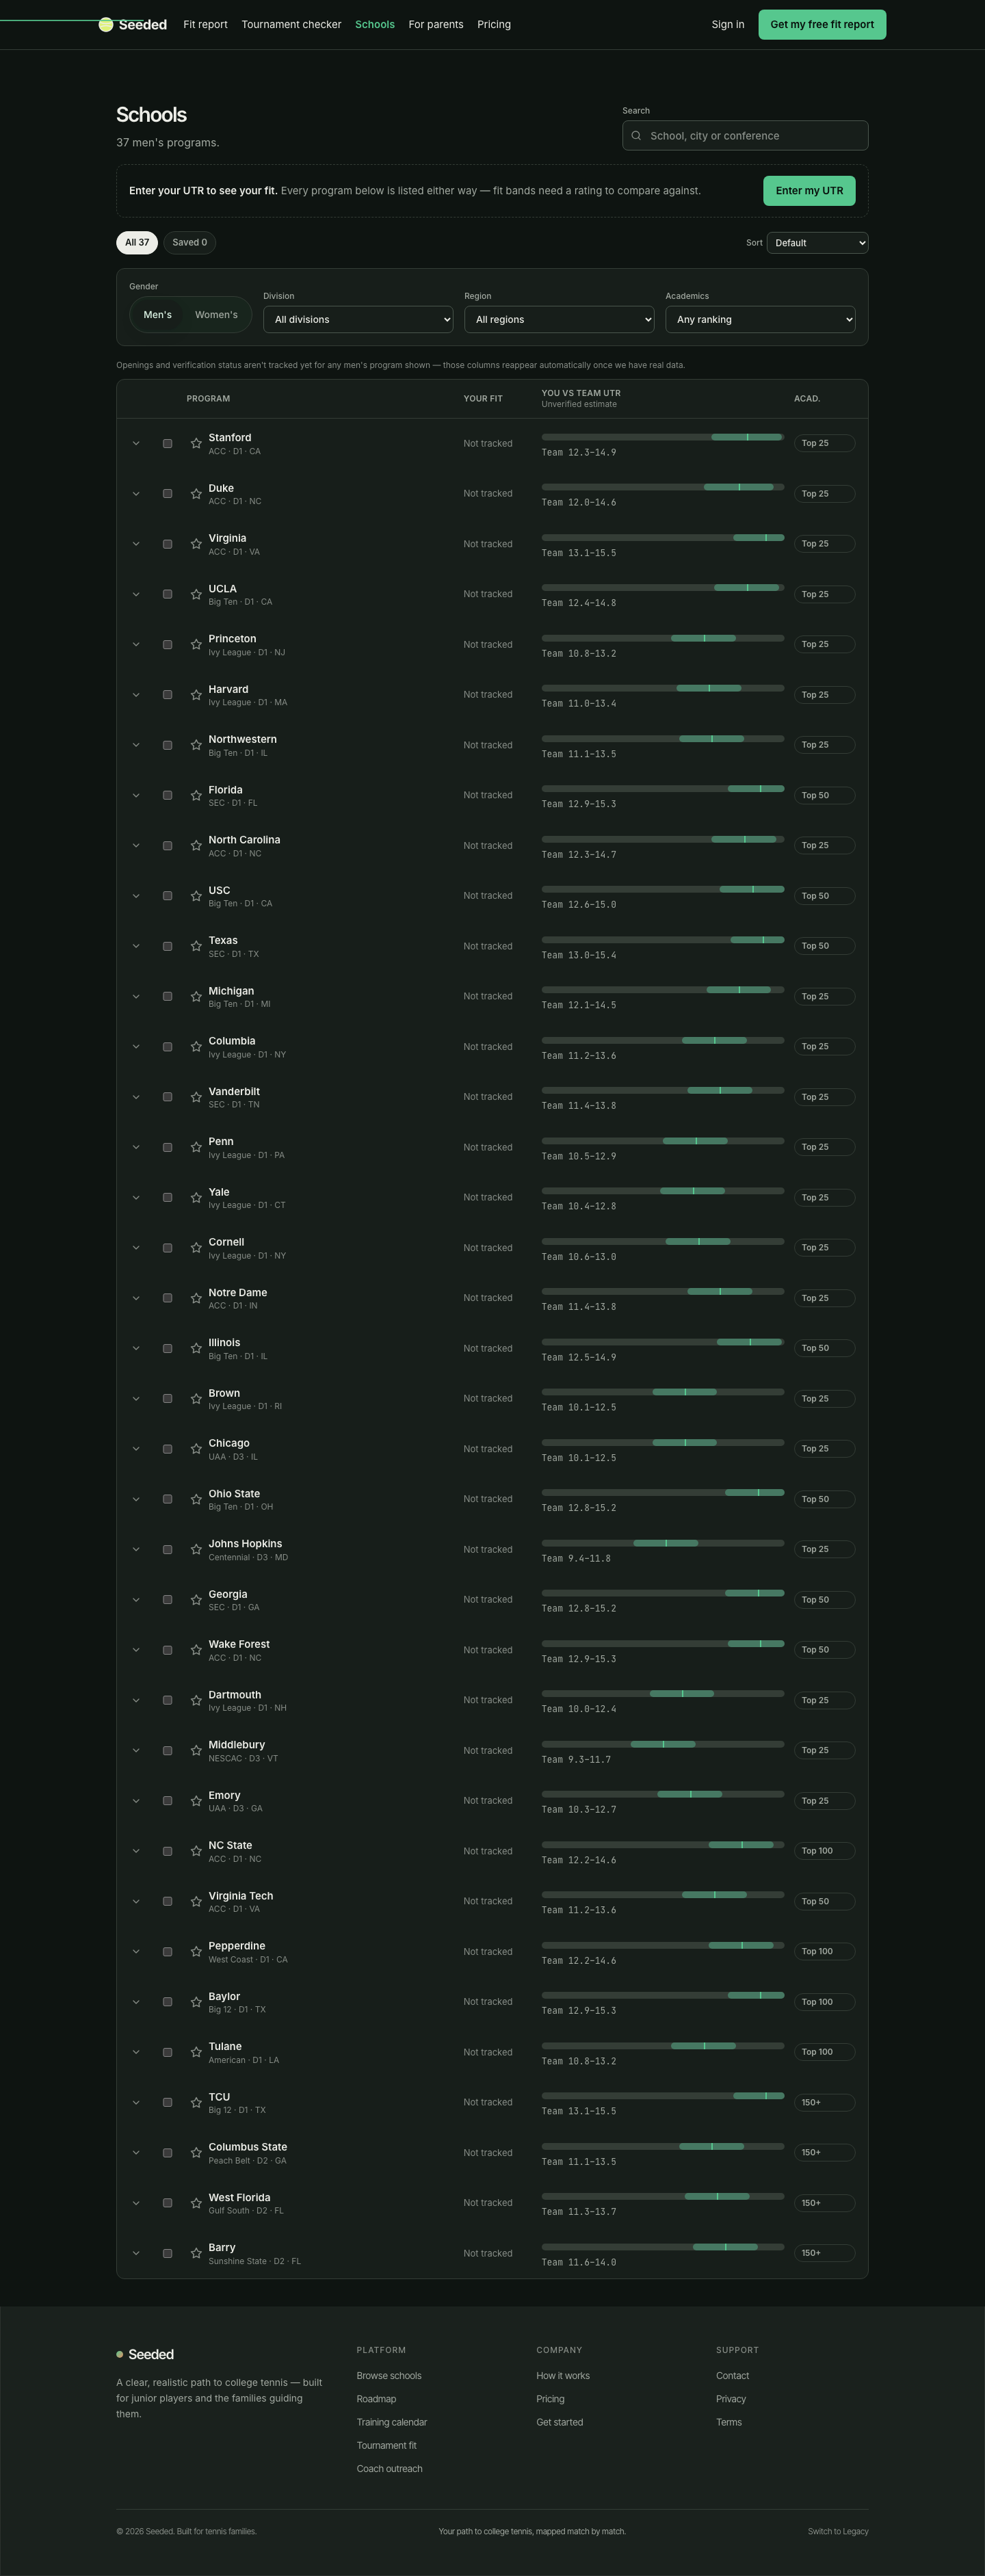 Seeded
Fit report
Tournament checker
Schools
For parents
Pricing
Sign in
Get my free fit report
Schools
37 men's programs.
Search
School, city or conference
Enter your UTR to see your fit. Every program below is listed either way — fit bands need a rating to compare against.
Enter my UTR
All 37
Saved 0
Sort
Default
Gender
Men's
Women's
Division
All divisions
Region
All regions
Academics
Any ranking
Openings and verification status aren't tracked yet for any men's program shown — those columns reappear automatically once we have real data.
PROGRAM
YOUR FIT
YOU VS TEAM UTR
Unverified estimate
ACAD.
Stanford
ACC · D1 · CA
Not tracked
Team 12.3–14.9
Top 25
Duke
ACC · D1 · NC
Not tracked
Team 12.0–14.6
Top 25
Virginia
ACC · D1 · VA
Not tracked
Team 13.1–15.5
Top 25
UCLA
Big Ten · D1 · CA
Not tracked
Team 12.4–14.8
Top 25
Princeton
Ivy League · D1 · NJ
Not tracked
Team 10.8–13.2
Top 25
Harvard
Ivy League · D1 · MA
Not tracked
Team 11.0–13.4
Top 25
Northwestern
Big Ten · D1 · IL
Not tracked
Team 11.1–13.5
Top 25
Florida
SEC · D1 · FL
Not tracked
Team 12.9–15.3
Top 50
North Carolina
ACC · D1 · NC
Not tracked
Team 12.3–14.7
Top 25
USC
Big Ten · D1 · CA
Not tracked
Team 12.6–15.0
Top 50
Texas
SEC · D1 · TX
Not tracked
Team 13.0–15.4
Top 50
Michigan
Big Ten · D1 · MI
Not tracked
Team 12.1–14.5
Top 25
Columbia
Ivy League · D1 · NY
Not tracked
Team 11.2–13.6
Top 25
Vanderbilt
SEC · D1 · TN
Not tracked
Team 11.4–13.8
Top 25
Penn
Ivy League · D1 · PA
Not tracked
Team 10.5–12.9
Top 25
Yale
Ivy League · D1 · CT
Not tracked
Team 10.4–12.8
Top 25
Cornell
Ivy League · D1 · NY
Not tracked
Team 10.6–13.0
Top 25
Notre Dame
ACC · D1 · IN
Not tracked
Team 11.4–13.8
Top 25
Illinois
Big Ten · D1 · IL
Not tracked
Team 12.5–14.9
Top 50
Brown
Ivy League · D1 · RI
Not tracked
Team 10.1–12.5
Top 25
Chicago
UAA · D3 · IL
Not tracked
Team 10.1–12.5
Top 25
Ohio State
Big Ten · D1 · OH
Not tracked
Team 12.8–15.2
Top 50
Johns Hopkins
Centennial · D3 · MD
Not tracked
Team 9.4–11.8
Top 25
Georgia
SEC · D1 · GA
Not tracked
Team 12.8–15.2
Top 50
Wake Forest
ACC · D1 · NC
Not tracked
Team 12.9–15.3
Top 50
Dartmouth
Ivy League · D1 · NH
Not tracked
Team 10.0–12.4
Top 25
Middlebury
NESCAC · D3 · VT
Not tracked
Team 9.3–11.7
Top 25
Emory
UAA · D3 · GA
Not tracked
Team 10.3–12.7
Top 25
NC State
ACC · D1 · NC
Not tracked
Team 12.2–14.6
Top 100
Virginia Tech
ACC · D1 · VA
Not tracked
Team 11.2–13.6
Top 50
Pepperdine
West Coast · D1 · CA
Not tracked
Team 12.2–14.6
Top 100
Baylor
Big 12 · D1 · TX
Not tracked
Team 12.9–15.3
Top 100
Tulane
American · D1 · LA
Not tracked
Team 10.8–13.2
Top 100
TCU
Big 12 · D1 · TX
Not tracked
Team 13.1–15.5
150+
Columbus State
Peach Belt · D2 · GA
Not tracked
Team 11.1–13.5
150+
West Florida
Gulf South · D2 · FL
Not tracked
Team 11.3–13.7
150+
Barry
Sunshine State · D2 · FL
Not tracked
Team 11.6–14.0
150+
Seeded
A clear, realistic path to college tennis — built
for junior players and the families guiding
them.
PLATFORM
Browse schools
Roadmap
Training calendar
Tournament fit
Coach outreach
COMPANY
How it works
Pricing
Get started
SUPPORT
Contact
Privacy
Terms
© 2026 Seeded. Built for tennis families.
Your path to college tennis, mapped match by match.
Switch to Legacy